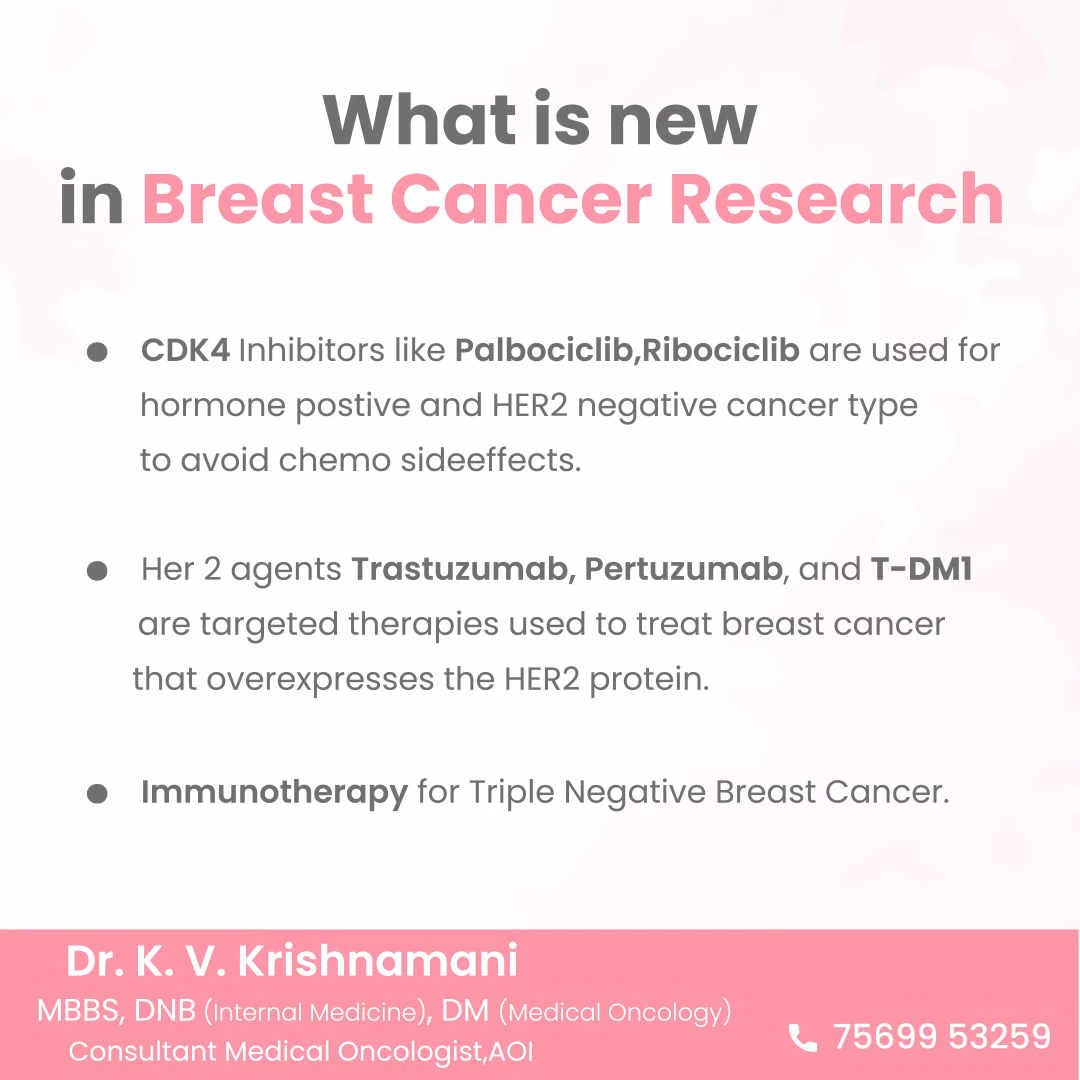 What is new
in Breast Cancer Research
● CDK4 Inhibitors like Palbociclib,Ribociclib are used for
hormone postive and HER2 negative cancer type
to avoid chemo sideeffects.
● Her 2 agents Trastuzumab, Pertuzumab, and T-DM1
are targeted therapies used to treat breast cancer
that overexpresses the HER2 protein.
● Immunotherapy for Triple Negative Breast Cancer.
Dr. K. V. Krishnamani
MBBS, DNB (Internal Medicine), DM (Medical Oncology)
Consultant Medical Oncologist,AOI
75699 53259